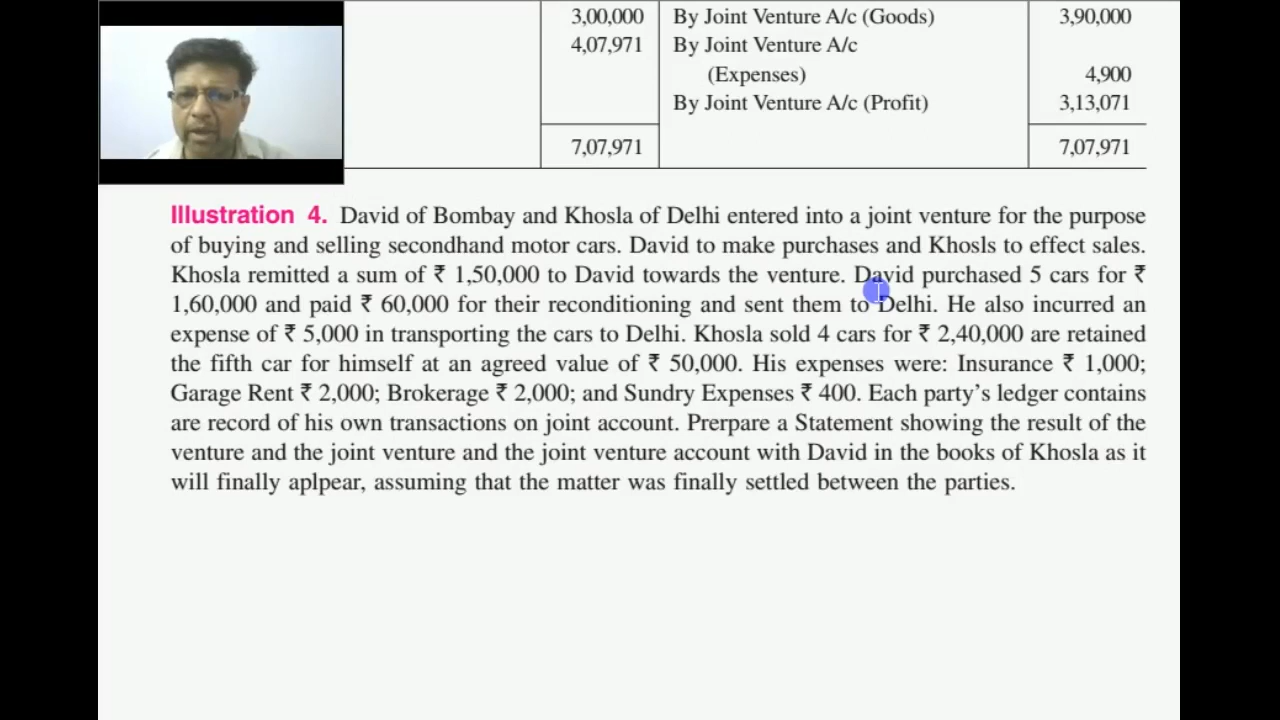 3,00,000 By Joint Venture A/c (Goods) 3,90,000
4,07,971 By Joint Venture A/c
(Expenses) 4,900
By Joint Venture A/c (Profit) 3,13,071
7,07,971 7,07,971
Illustration 4. David of Bombay and Khosla of Delhi entered into a joint venture for the purpose
of buying and selling secondhand motor cars. David to make purchases and Khosls to effect sales.
Khosla remitted a sum of ₹ 1,50,000 to David towards the venture. David purchased 5 cars for ₹
1,60,000 and paid ₹ 60,000 for their reconditioning and sent them to Delhi. He also incurred an
expense of ₹ 5,000 in transporting the cars to Delhi. Khosla sold 4 cars for ₹ 2,40,000 are retained
the fifth car for himself at an agreed value of ₹ 50,000. His expenses were: Insurance ₹ 1,000;
Garage Rent ₹ 2,000; Brokerage ₹ 2,000; and Sundry Expenses ₹ 400. Each party’s ledger contains
are record of his own transactions on joint account. Prerpare a Statement showing the result of the
venture and the joint venture and the joint venture account with David in the books of Khosla as it
will finally aplpear, assuming that the matter was finally settled between the parties.